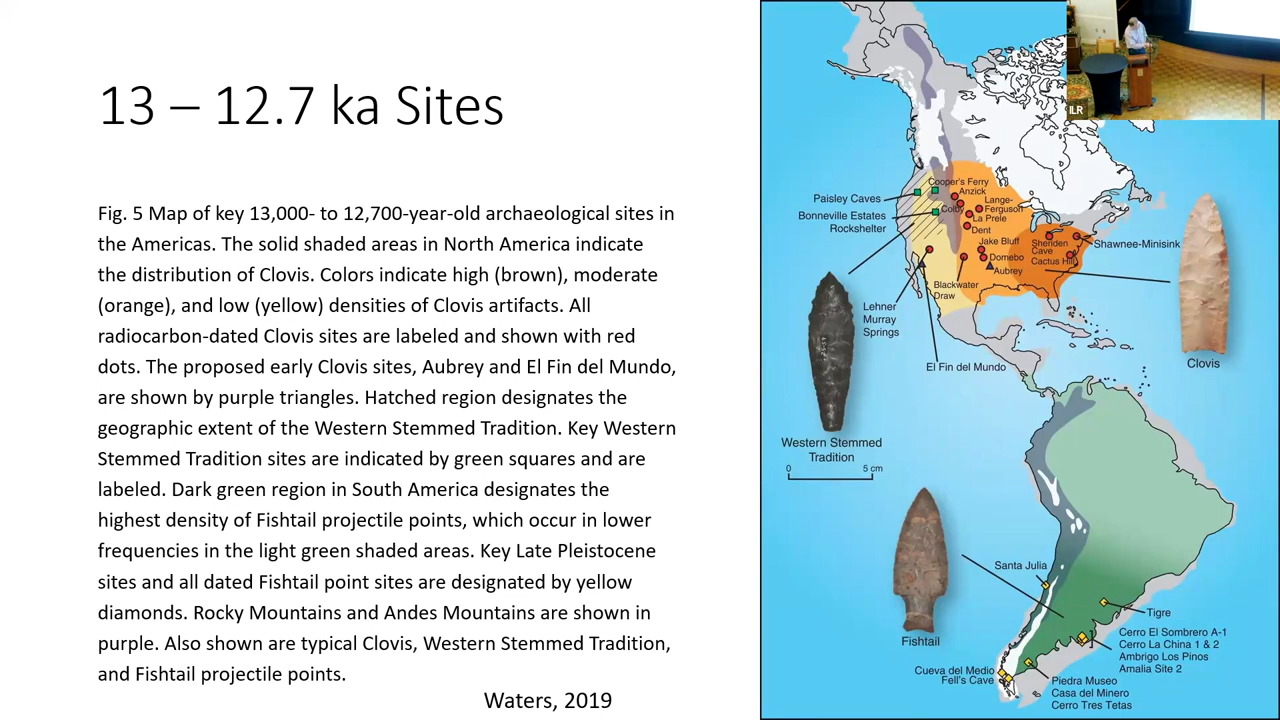 13 – 12.7 ka Sites
Fig. 5 Map of key 13,000- to 12,700-year-old archaeological sites in
the Americas. The solid shaded areas in North America indicate
the distribution of Clovis. Colors indicate high (brown), moderate
(orange), and low (yellow) densities of Clovis artifacts. All
radiocarbon-dated Clovis sites are labeled and shown with red
dots. The proposed early Clovis sites, Aubrey and El Fin del Mundo,
are shown by purple triangles. Hatched region designates the
geographic extent of the Western Stemmed Tradition. Key Western
Stemmed Tradition sites are indicated by green squares and are
labeled. Dark green region in South America designates the
highest density of Fishtail projectile points, which occur in lower
frequencies in the light green shaded areas. Key Late Pleistocene
sites and all dated Fishtail point sites are designated by yellow
diamonds. Rocky Mountains and Andes Mountains are shown in
purple. Also shown are typical Clovis, Western Stemmed Tradition,
and Fishtail projectile points.
Waters, 2019
ILR
Cooper's Ferry
Paisley Caves
Anzick
Lange-
Ferguson
Colby
Bonneville Estates
Rockshelter
La Prele
Dent
Jake Bluff
Domebo
Aubrey
Shenden
Cave
Cactus Hill
Shawnee-Minisink
Blackwater
Draw
Lehner
Murray
Springs
El Fin del Mundo
Clovis
Western Stemmed
Tradition
0 5 cm
Fishtail
Santa Julia
Tigre
Cerro El Sombrero A-1
Cerro La China 1 & 2
Ambrigo Los Pinos
Amalia Site 2
Cueva del Medio
Fell's Cave
Piedra Museo
Casa del Minero
Cerro Tres Tetas